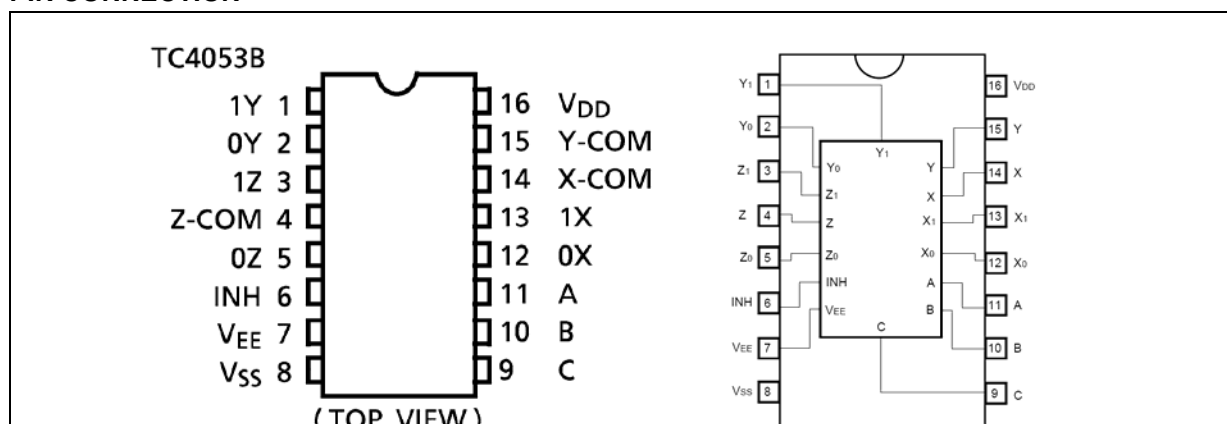 TC4053B
1Y 1
0Y 2
1Z 3
Z-COM 4
0Z 5
INH 6
VEE 7
VSS 8
16 VDD
15 Y-COM
14 X-COM
13 1X
12 0X
11 A
10 B
9 C
(TOP VIEW)
Y1 1
Y0 2
Z1 3
Z 4
Z0 5
INH 6
VEE 7
VSS 8
Y1
Y0
Z1
Z
Z0
INH
VEE
C
Y
X
X1
X0
A
B
16 VDD
15 Y
14 X
13 X1
12 X0
11 A
10 B
9 C